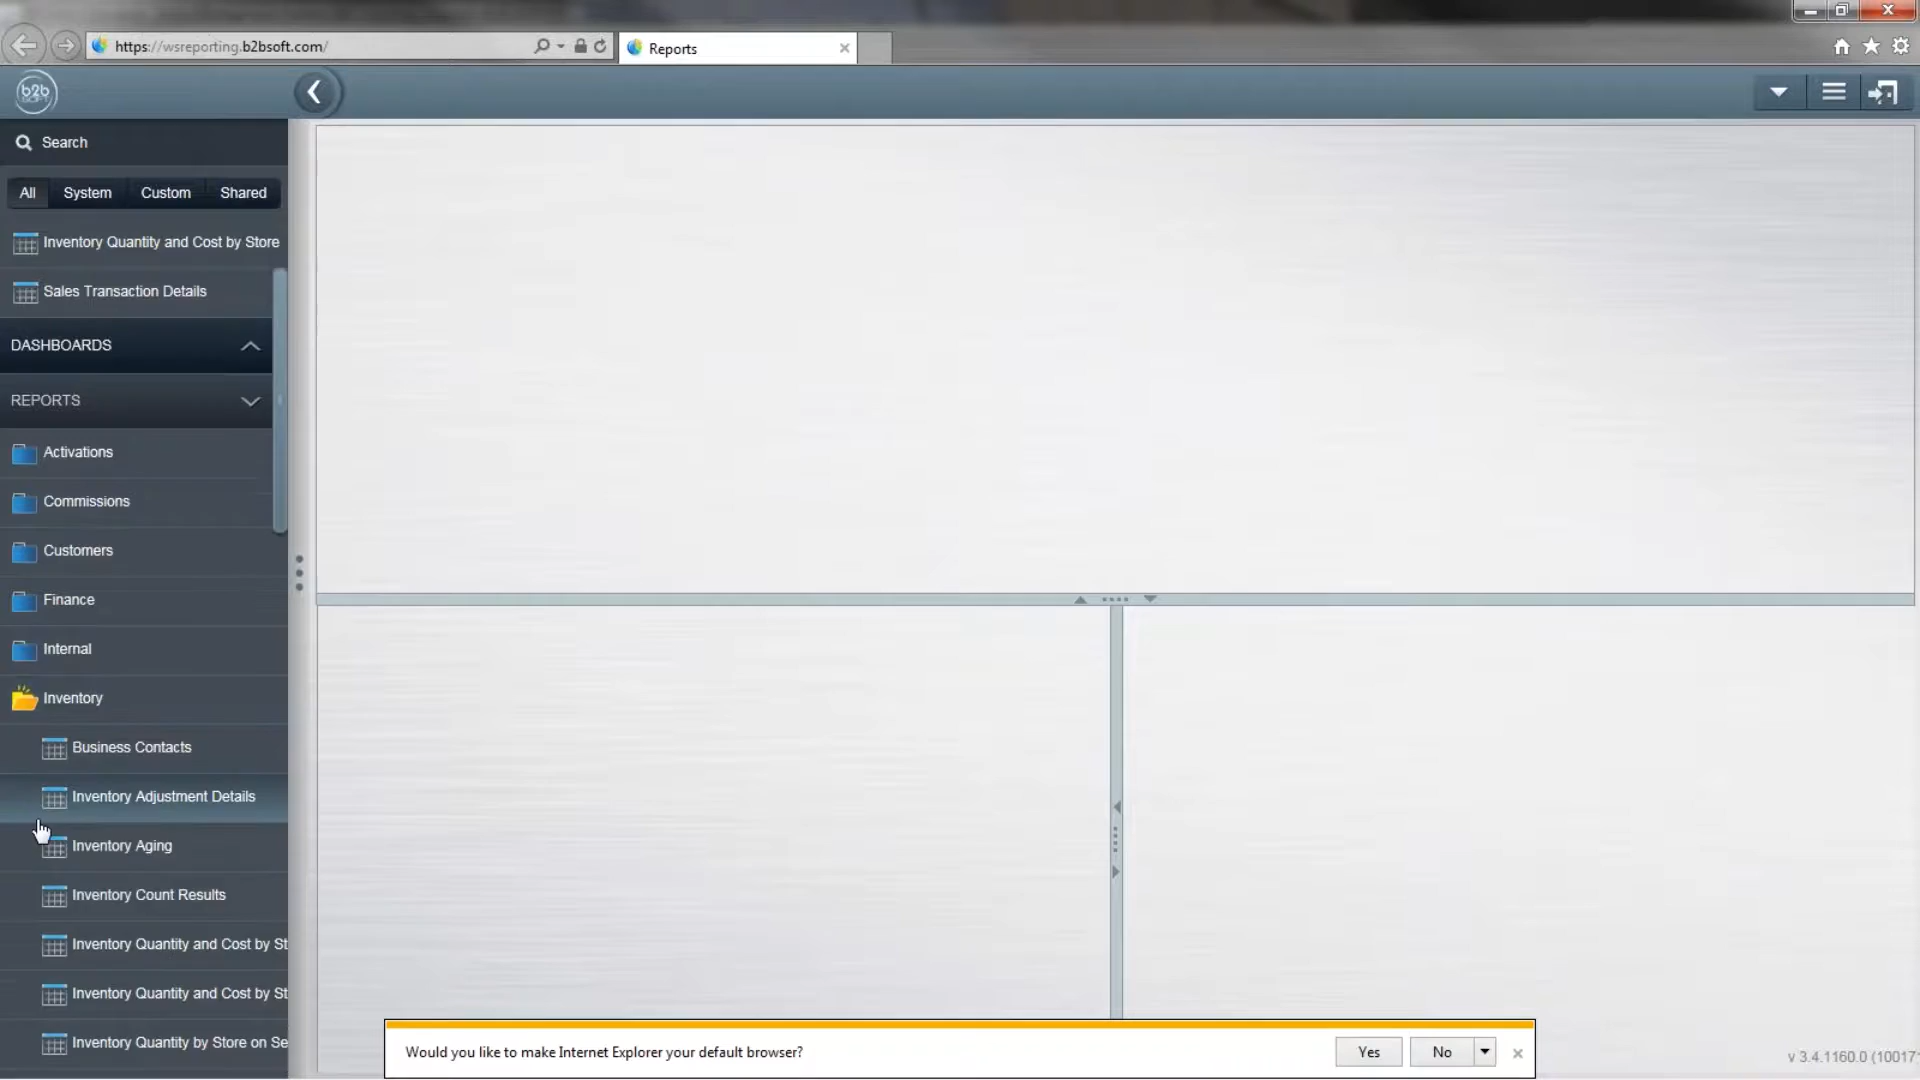 https://wsreporting.b2bsoft.com/
Reports
b2b
SOFT
Search
All System Custom Shared
Inventory Quantity and Cost by Store
Sales Transaction Details
DASHBOARDS
REPORTS
Activations
Commissions
Customers
Finance
Internal
Inventory
Business Contacts
Inventory Adjustment Details
Inventory Aging
Inventory Count Results
Inventory Quantity and Cost by St
Inventory Quantity and Cost by St
Inventory Quantity by Store on Se
Would you like to make Internet Explorer your default browser?
Yes No
v 3.4.1160.0 (10017